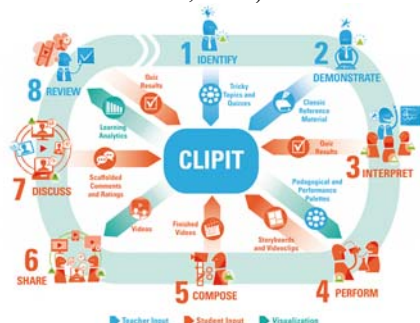 1 IDENTIFY
2
DEMONSTRATE
3
INTERPRET
4 PERFORM
5 COMPOSE
6
SHARE
7 DISCUSS
8 REVIEW
Quiz
Results
Tricky
Topics and
Quizzes
Classic
Reference
Material
Learning
Analytics
CLIPIT
Quiz
Results
Scaffolded
Comments
and Ratings
Pedagogical and
Performance
Palettes
Videos
Finished
Videos
Storyboards
and Videoclips
Teacher Input
Student Input
Visualization